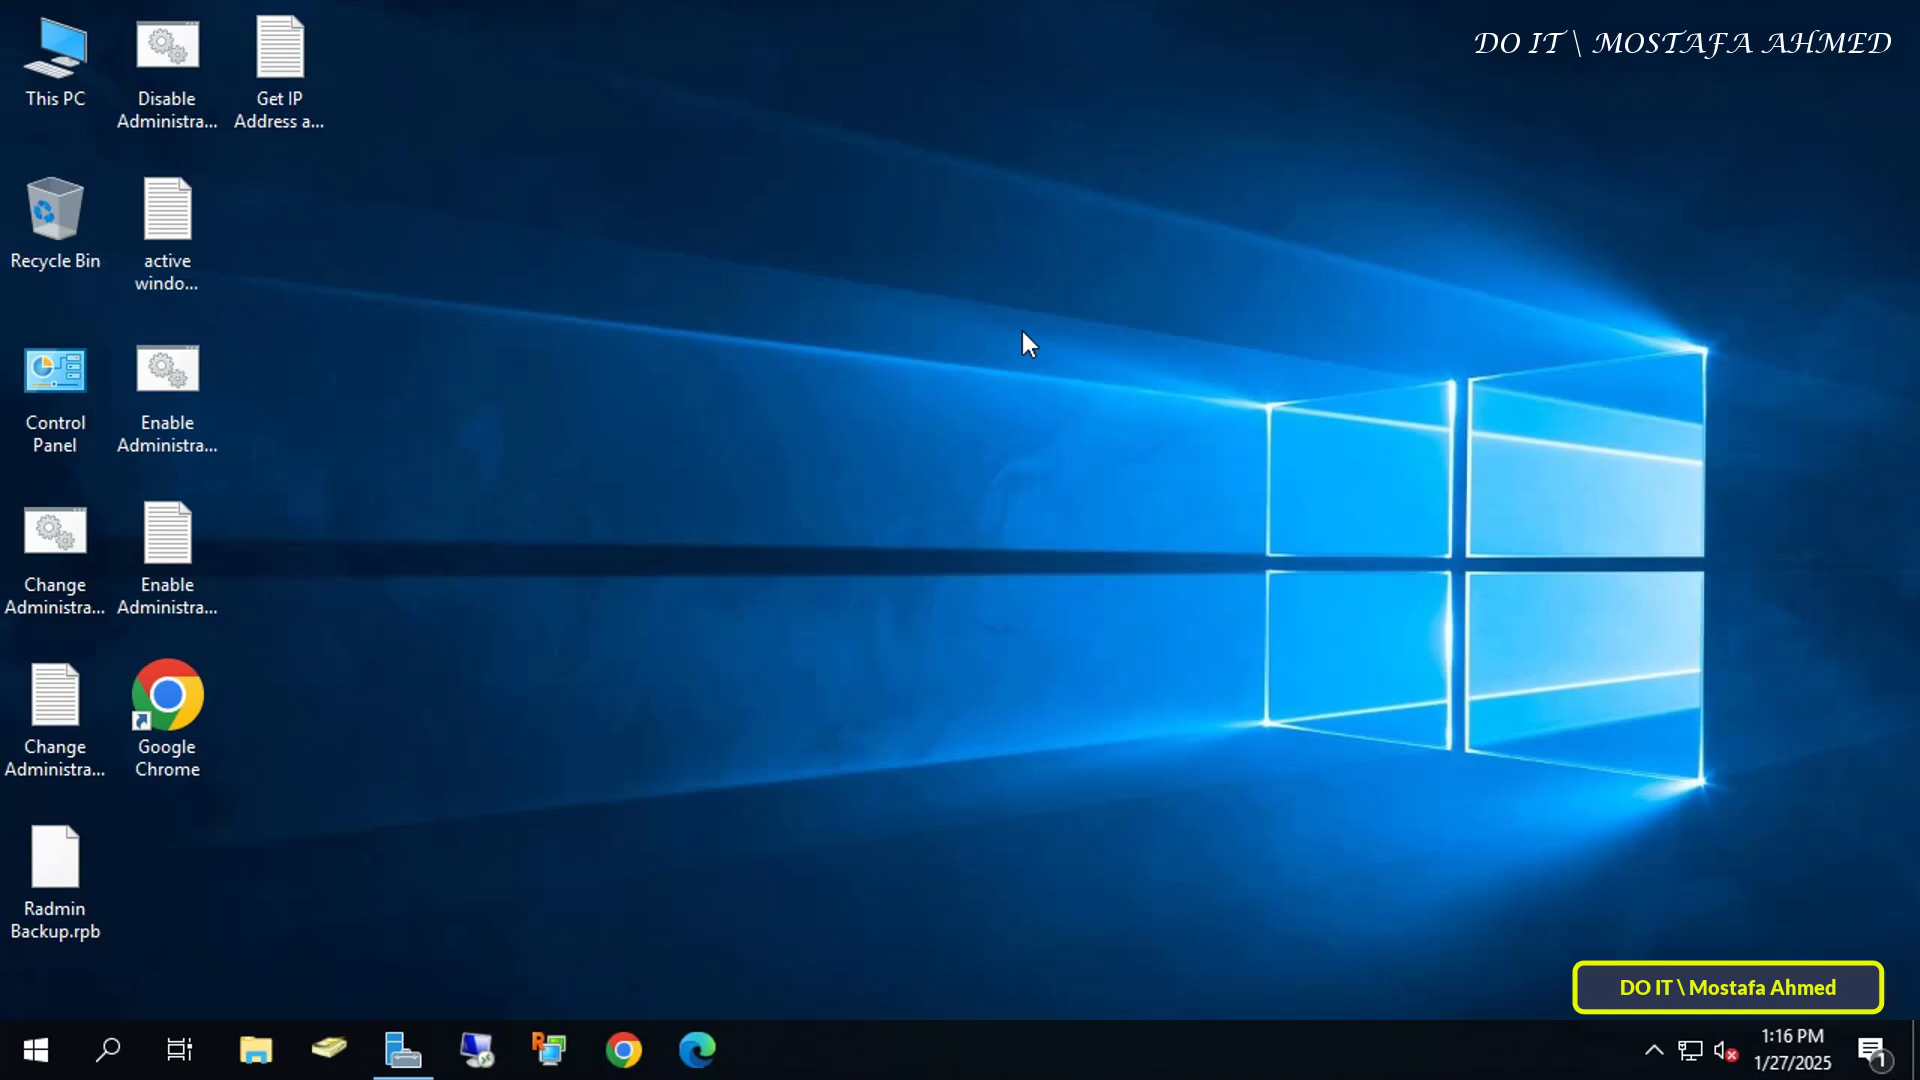 DO IT \ MOSTAFA AHMED
This PC
Disable
Administra...
Get IP
Address a...
Recycle Bin
active
windo...
Control
Panel
Enable
Administra...
Change
Administra...
Enable
Administra...
Change
Administra...
Google
Chrome
Radmin
Backup.rpb
DO IT \ Mostafa Ahmed
R
1:16 PM
1/27/2025
1